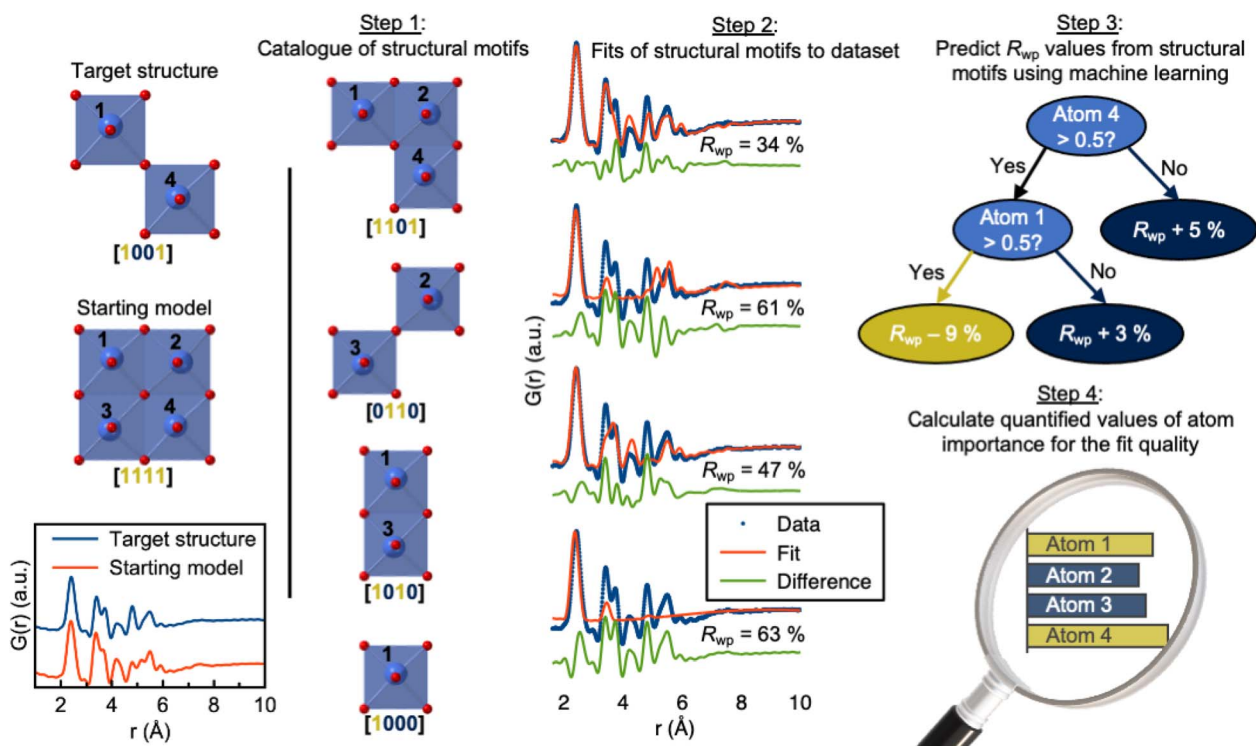 Target structure
1
4
[1001]
Starting model
1 2
3 4
[1111]
G(r) (a.u.)
Target structure
Starting model
2 4 6 8 10
r (Å)
Step 1:
Catalogue of structural motifs
1 2
4
[1101]
2
3
[0110]
1
3
[1010]
1
[1000]
Step 2:
Fits of structural motifs to dataset
G(r) (a.u.)
Rwp = 34 %
Rwp = 61 %
Rwp = 47 %
Data
Fit
Difference
Rwp = 63 %
2 4 6 8 10
r (Å)
Step 3:
Predict Rwp values from structural
motifs using machine learning
Atom 4
> 0.5?
Yes No
Atom 1
> 0.5?
Rwp + 5 %
Yes No
Rwp – 9 %
Rwp + 3 %
Step 4:
Calculate quantified values of atom
importance for the fit quality
Atom 1
Atom 2
Atom 3
Atom 4